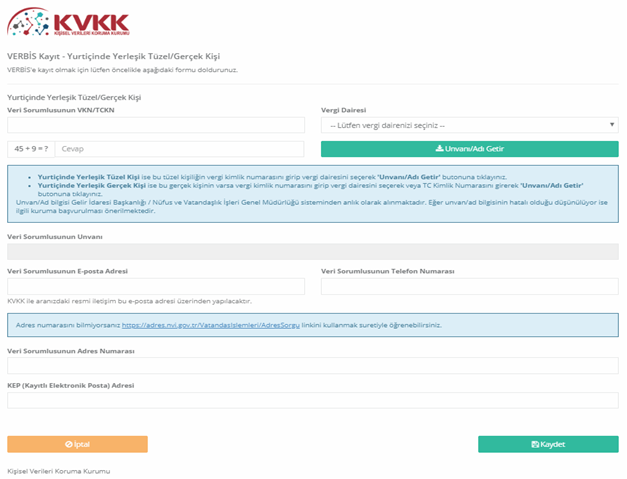 KVKK
KİŞİSEL VERİLERİ KORUMA KURUMU
VERBİS Kayıt - Yurtiçinde Yerleşik Tüzel/Gerçek Kişi
VERBİS'e kayıt olmak için lütfen öncelikle aşağıdaki formu doldurunuz.
Yurtiçinde Yerleşik Tüzel/Gerçek Kişi
Veri Sorumlusunun VKN/TCKN
Vergi Dairesi
-- Lütfen vergi dairenizi seçiniz --
45 + 9 = ?
Cevap
Unvanı/Adı Getir
• Yurtiçinde Yerleşik Tüzel Kişi ise bu tüzel kişiliğin vergi kimlik numarasını girip vergi dairesini seçerek 'Unvanı/Adı Getir' butonuna tıklayınız.
• Yurtiçinde Yerleşik Gerçek Kişi ise bu gerçek kişinin varsa vergi kimlik numarasını girip vergi dairesini seçerek veya TC Kimlik Numarasını girerek 'Unvanı/Adı Getir'
butonuna tıklayınız.
Unvan/Ad bilgisi Gelir İdaresi Başkanlığı / Nüfus ve Vatandaşlık İşleri Genel Müdürlüğü sisteminden anlık olarak alınmaktadır. Eğer unvan/ad bilgisinin hatalı olduğu düşünülüyor ise
ilgili kuruma başvurulması önerilmektedir.
Veri Sorumlusunun Unvanı
Veri Sorumlusunun E-posta Adresi
Veri Sorumlusunun Telefon Numarası
KVKK ile aranızdaki resmi iletişim bu e-posta adresi üzerinden yapılacaktır.
Adres numarasını bilmiyorsanız https://adres.nvi.gov.tr/VatandasIslemleri/AdresSorgu linkini kullanmak suretiyle öğrenebilirsiniz.
Veri Sorumlusunun Adres Numarası
KEP (Kayıtlı Elektronik Posta) Adresi
İptal
Kaydet
Kişisel Verileri Koruma Kurumu